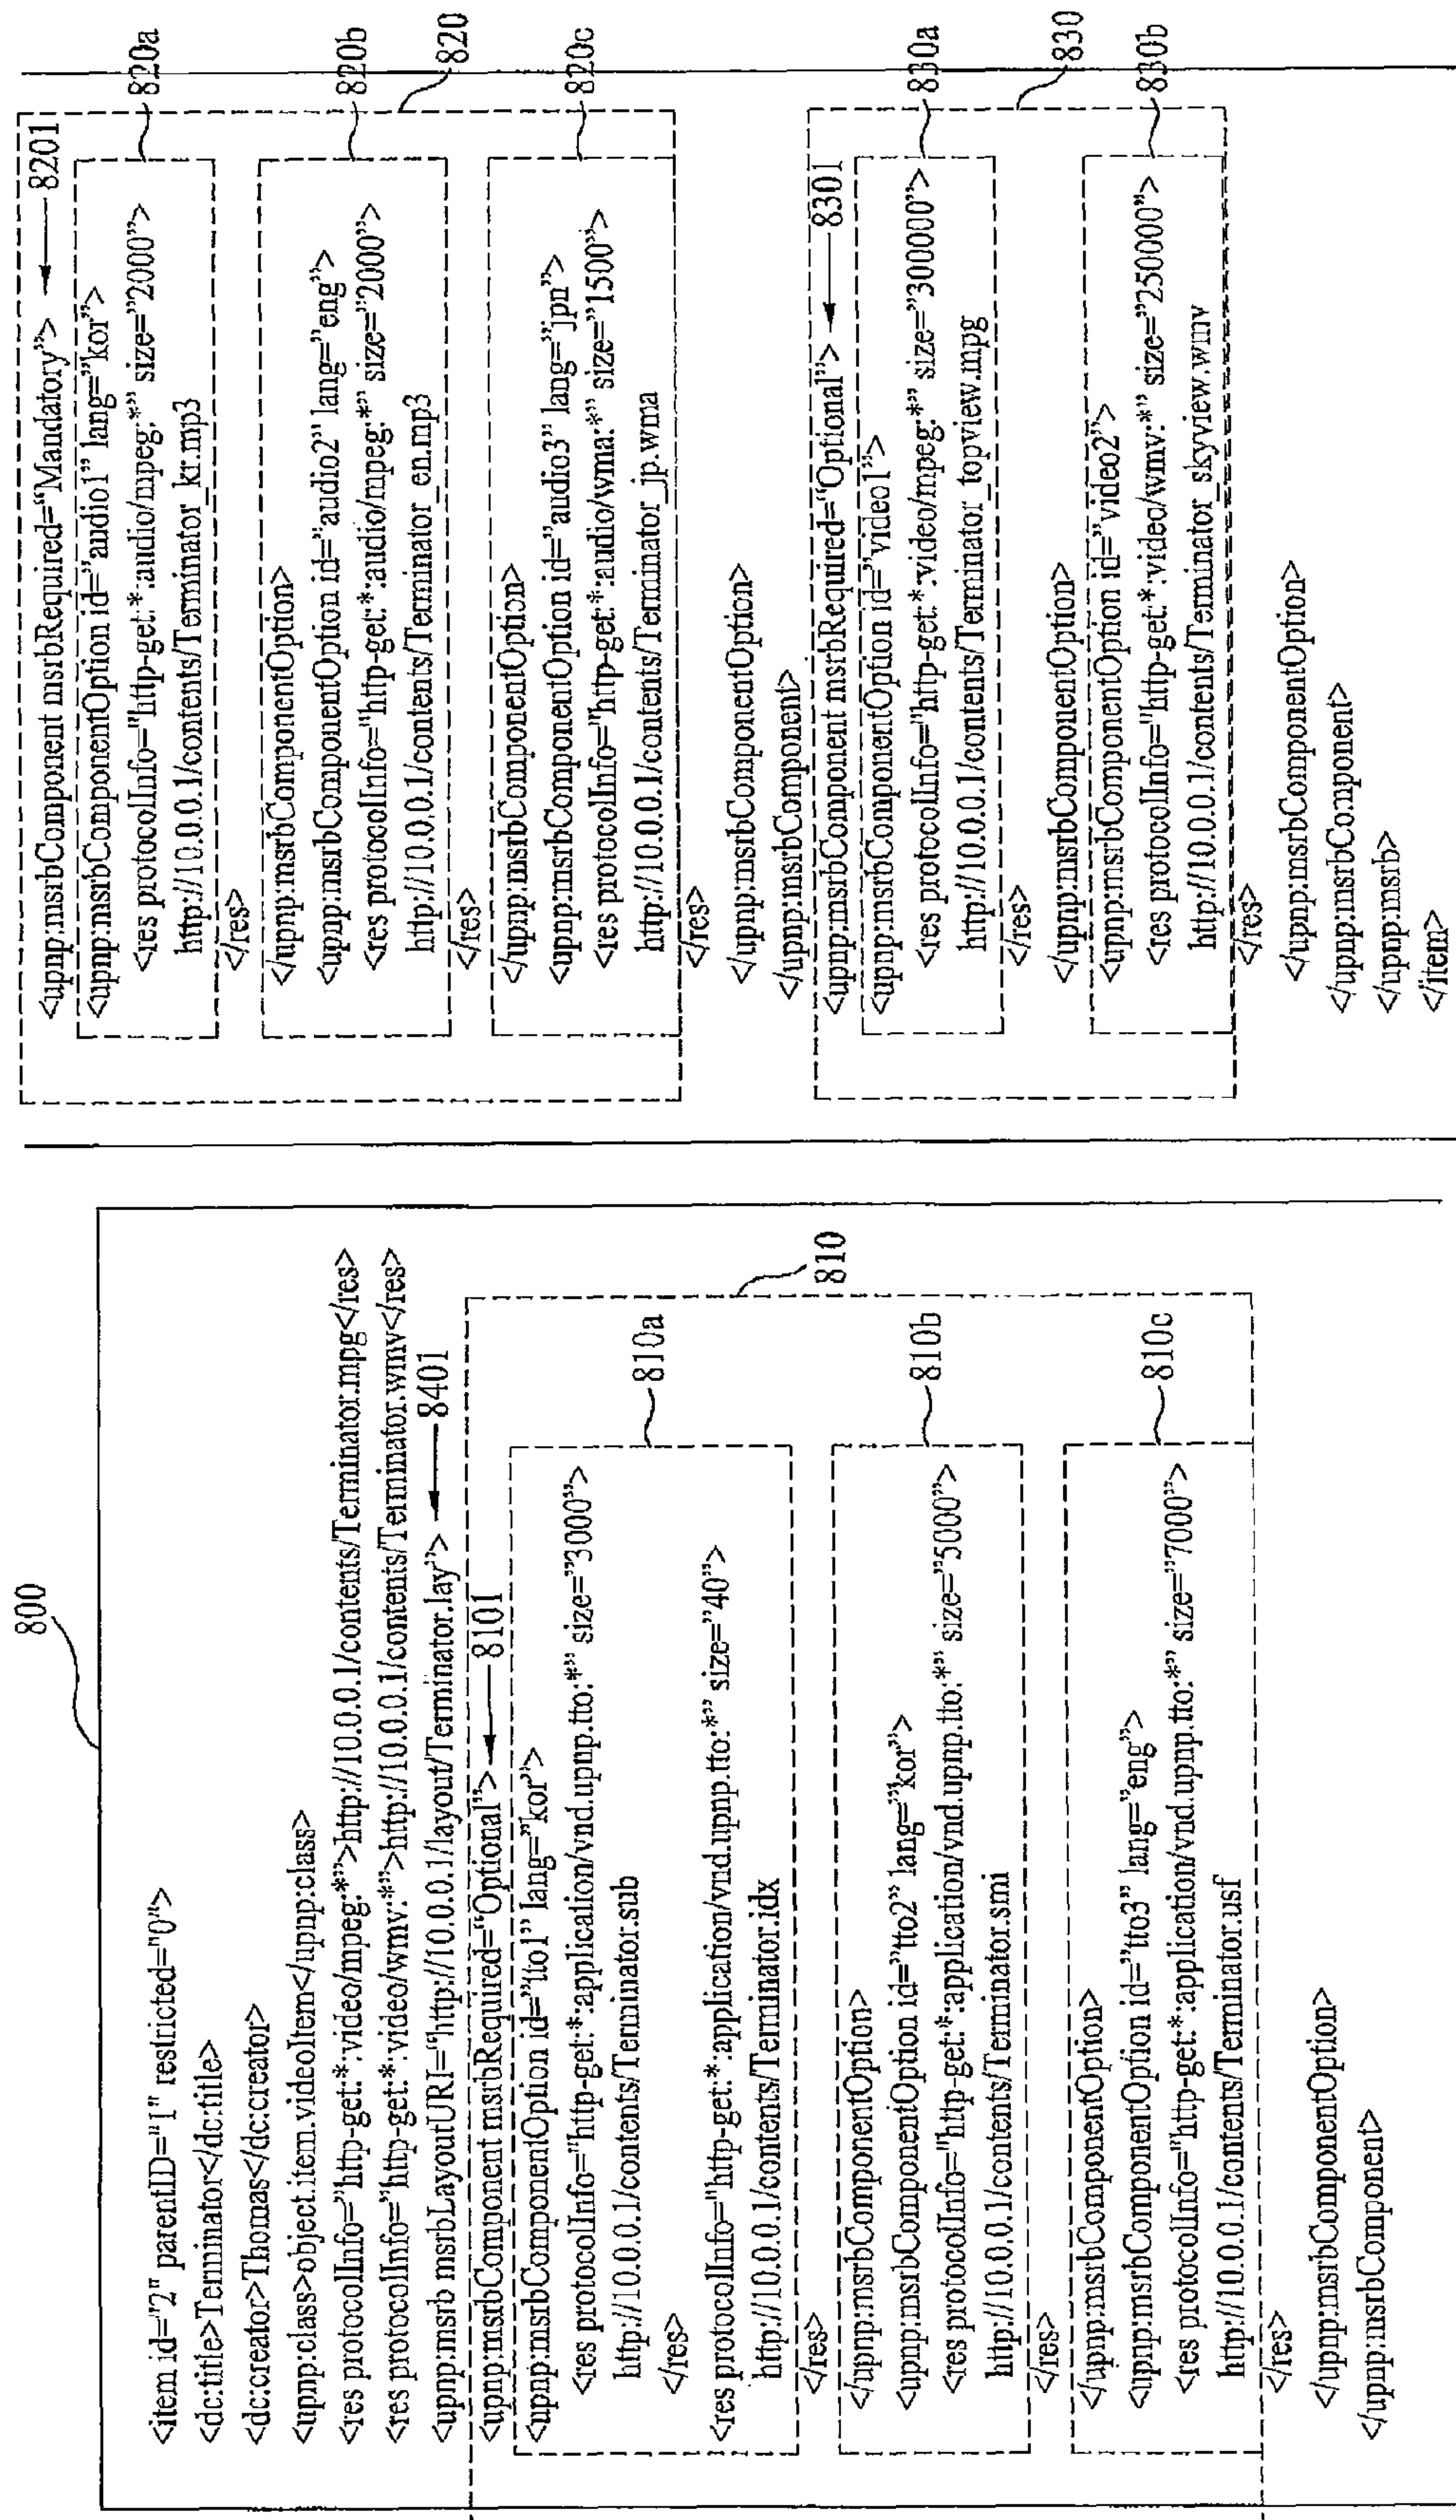 800
<item id="2" parentID="1" restricted="0">
<dc:title>Terminator</dc:title>
<dc:creator>Thomas</dc:creator>
<upnp:class>object.item.videoItem</upnp:class>
<res protocolInfo="http-get:*:video/mpeg:*">http://10.0.0.1/contents/Terminator.mpg</res>
<res protocolInfo="http-get:*:video/wmv:*">http://10.0.0.1/contents/Terminator.wmv</res>
<upnp:msrb msrbLayoutURI="http://10.0.0.1/layout/Terminator.lay"> 8401
<upnp:msrbComponent msrbRequired="Optional"> 8101
<upnp:msrbComponentOption id="tto1" lang="kor">
<res protocolInfo="http-get:*:application/vnd.upnp.tto:*" size="3000">
http://10.0.0.1/contents/Terminator.sub
</res>
810a
810
<res protocolInfo="http-get:*:application/vnd.upnp.tto:*" size="40">
http://10.0.0.1/contents/Terminator.idx
</res>
</upnp:msrbComponentOption>
<upnp:msrbComponentOption id="tto2" lang="kor">
810b
<res protocolInfo="http-get:*:application/vnd.upnp.tto:*" size="5000">
http://10.0.0.1/contents/Terminator.smi
</res>
</upnp:msrbComponentOption>
<upnp:msrbComponentOption id="tto3" lang="eng">
810c
<res protocolInfo="http-get:*:application/vnd.upnp.tto:*" size="7000">
http://10.0.0.1/contents/Terminator.usf
</res>
</upnp:msrbComponentOption>
</upnp:msrbComponent>
<upnp:msrbComponent msrbRequired="Mandatory"> 8201
<upnp:msrbComponentOption id="audio1" lang="kor">
820a
<res protocolInfo="http-get:*:audio/mpeg:*" size="2000">
http://10.0.0.1/contents/Terminator_kr.mp3
</res>
</upnp:msrbComponentOption>
<upnp:msrbComponentOption id="audio2" lang="eng">
820b
<res protocolInfo="http-get:*:audio/mpeg:*" size="2000">
http://10.0.0.1/contents/Terminator_en.mp3
820
</res>
</upnp:msrbComponentOption>
<upnp:msrbComponentOption id="audio3" lang="jpn">
820c
<res protocolInfo="http-get:*:audio/wma:*" size="1500">
http://10.0.0.1/contents/Terminator_jp.wma
</res>
</upnp:msrbComponentOption>
</upnp:msrbComponent>
<upnp:msrbComponent msrbRequired="Optional"> 8301
<upnp:msrbComponentOption id="video1">
830a
<res protocolInfo="http-get:*:video/mpeg:*" size="300000">
http://10.0.0.1/contents/Terminator_topview.mpg
</res>
830
</upnp:msrbComponentOption>
<upnp:msrbComponentOption id="video2">
830b
<res protocolInfo="http-get:*:video/wmv:*" size="250000">
http://10.0.0.1/contents/Terminator_skyview.wmv
</res>
</upnp:msrbComponentOption>
</upnp:msrbComponent>
</upnp:msrb>
</item>